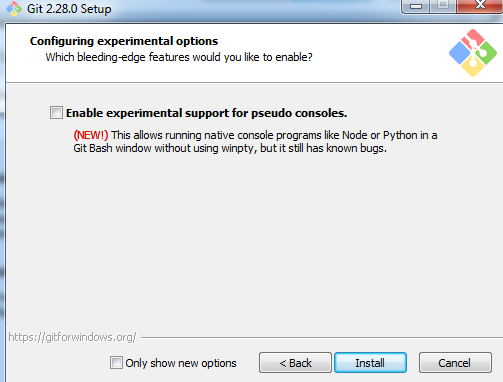 Git 2.28.0 Setup
Configuring experimental options
Which bleeding-edge features would you like to enable?
Enable experimental support for pseudo consoles.
(NEW!) This allows running native console programs like Node or Python in a
Git Bash window without using winpty, but it still has known bugs.
https://gitforwindows.org/
Only show new options
< Back
Install
Cancel